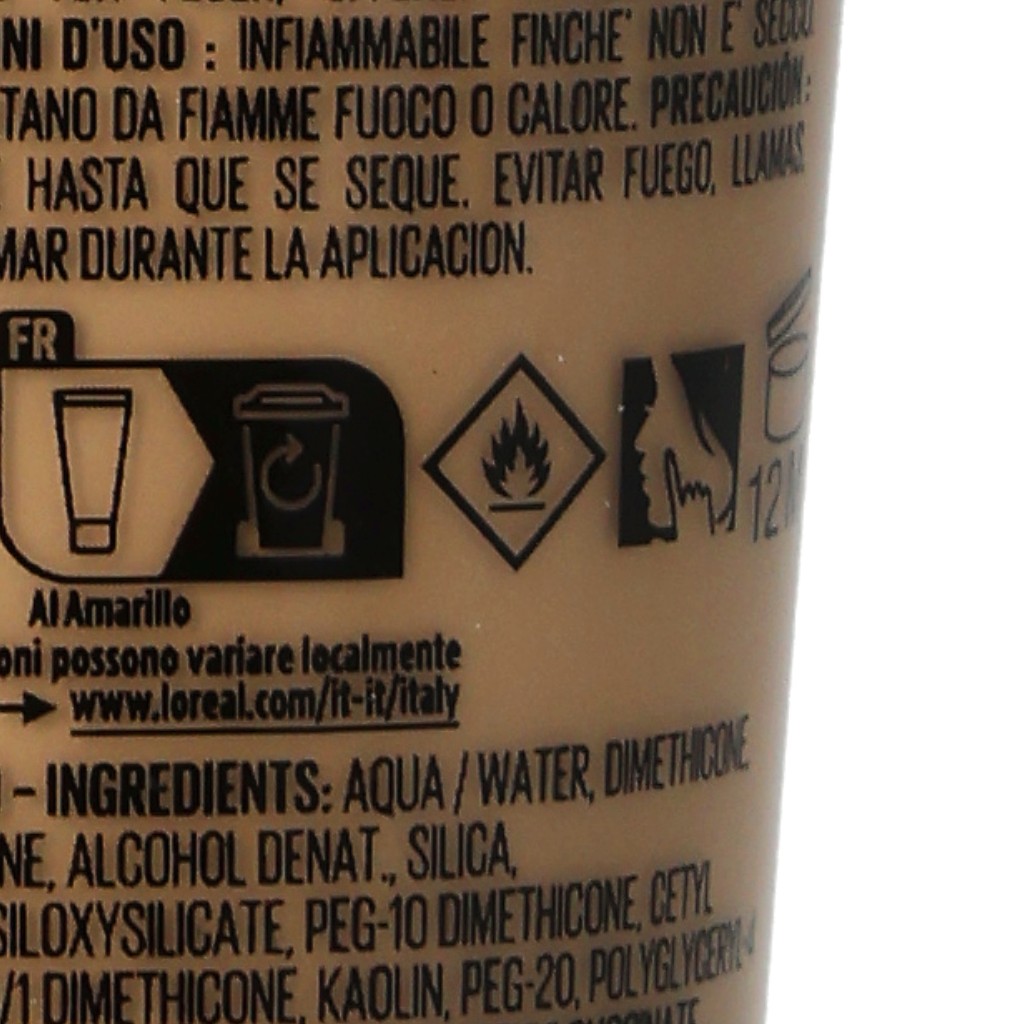 NI D'USO : INFIAMMABILE FINCHE' NON E' SECCO
TANO DA FIAMME FUOCO O CALORE. PRECAUCIÓN:
HASTA QUE SE SEQUE. EVITAR FUEGO, LLAMAS,
MAR DURANTE LA APLICACION.
FR
12M
Al Amarillo
oni possono variare localmente
www.loreal.com/it-it/italy
– INGREDIENTS: AQUA / WATER, DIMETHICONE,
NE, ALCOHOL DENAT., SILICA,
SILOXYSILICATE, PEG-10 DIMETHICONE, CETYL
/1 DIMETHICONE, KAOLIN, PEG-20, POLYGLYCERYL-4